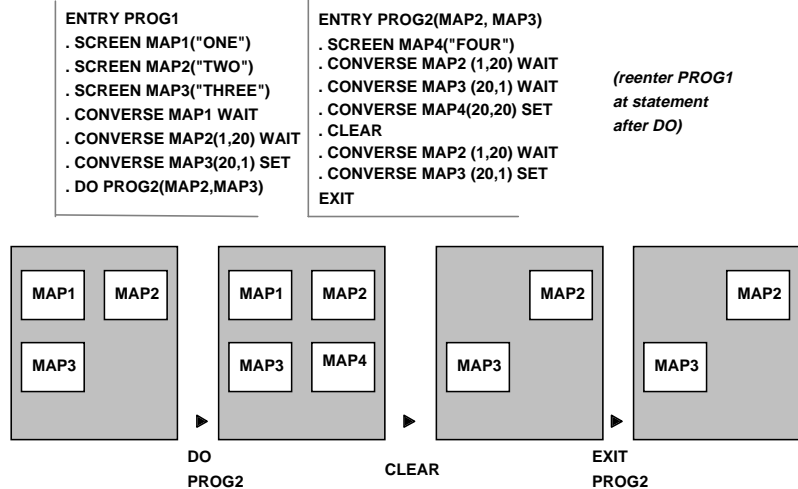 ENTRY PROG1
. SCREEN MAP1("ONE")
. SCREEN MAP2("TWO")
. SCREEN MAP3("THREE")
. CONVERSE MAP1 WAIT
. CONVERSE MAP2(1,20) WAIT
. CONVERSE MAP3(20,1) SET
. DO PROG2(MAP2,MAP3)
ENTRY PROG2(MAP2, MAP3)
. SCREEN MAP4("FOUR")
. CONVERSE MAP2 (1,20) WAIT
. CONVERSE MAP3 (20,1) WAIT
. CONVERSE MAP4(20,20) SET
. CLEAR
. CONVERSE MAP2 (1,20) WAIT
. CONVERSE MAP3 (20,1) SET
EXIT
(reenter PROG1
at statement
after DO)
MAP1 MAP2
MAP3
MAP1 MAP2
MAP3 MAP4
MAP2
MAP3
MAP2
MAP3
DO
PROG2
CLEAR
EXIT
PROG2